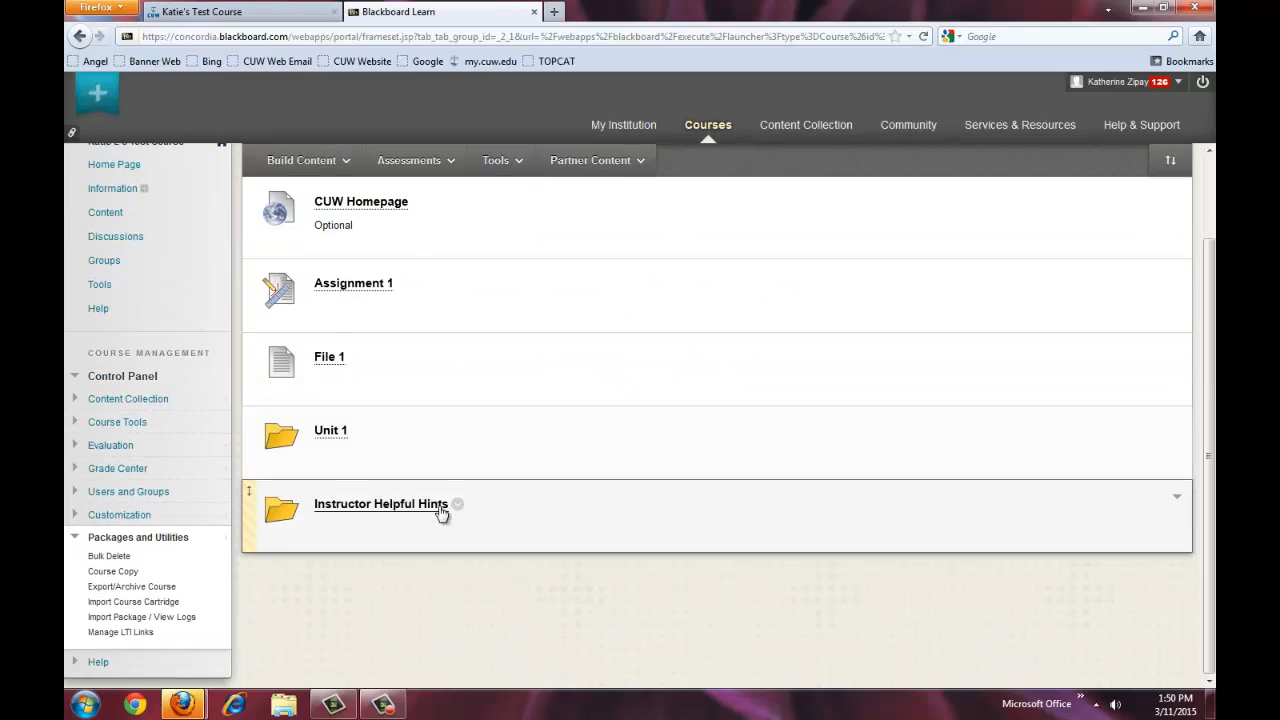 Firefox
CUW
Katie's Test Course
Blackboard Learn
https://concordia.blackboard.com/webapps/portal/frameset.jsp?tab_tab_group_id=_2_1&url=%2Fwebapps%2Fblackboard%2Fexecute%2Flauncher%3Ftype%3DCourse%26id%
Google
Angel
Banner Web
Bing
CUW Web Email
CUW Website
Google
my.cuw.edu
TOPCAT
Bookmarks
Katherine Zipay 126
My Institution
Courses
Content Collection
Community
Services & Resources
Help & Support
Home Page
Information
Content
Discussions
Groups
Tools
Help
COURSE MANAGEMENT
Control Panel
Content Collection
Course Tools
Evaluation
Grade Center
Users and Groups
Customization
Packages and Utilities
Bulk Delete
Course Copy
Export/Archive Course
Import Course Cartridge
Import Package / View Logs
Manage LTI Links
Help
Build Content
Assessments
Tools
Partner Content
CUW Homepage
Optional
Assignment 1
File 1
Unit 1
Instructor Helpful Hints
Microsoft Office
1:50 PM
3/11/2015